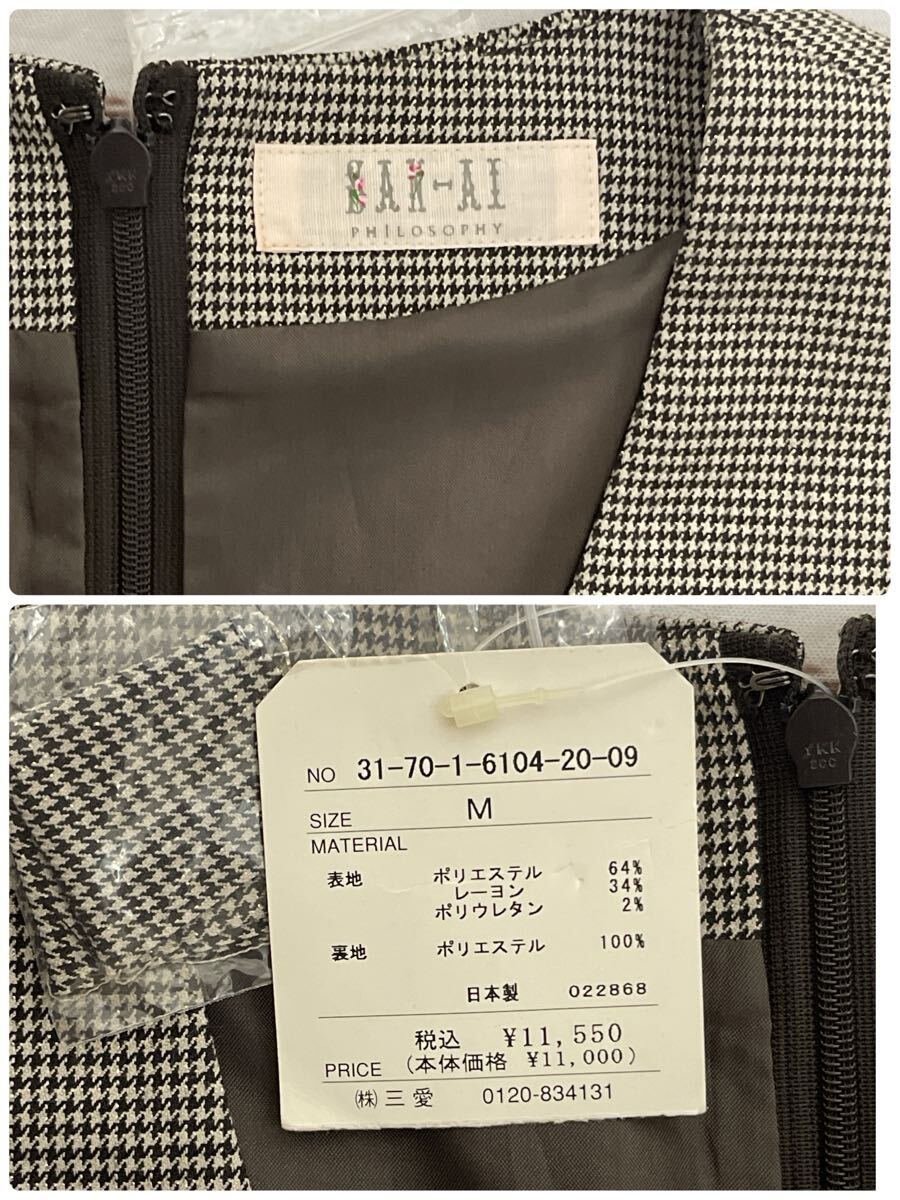 YKK
20C
SAN-AI
PHILOSOPHY
NO 31-70-1-6104-20-09
SIZE M
MATERIAL
表地 ポリエステル 64%
レーヨン 34%
ポリウレタン 2%
裏地 ポリエステル 100%
日本製 022868
税込 ¥11,550
PRICE (本体価格 ¥11,000)
㈱三愛 0120-834131
YKK
20C